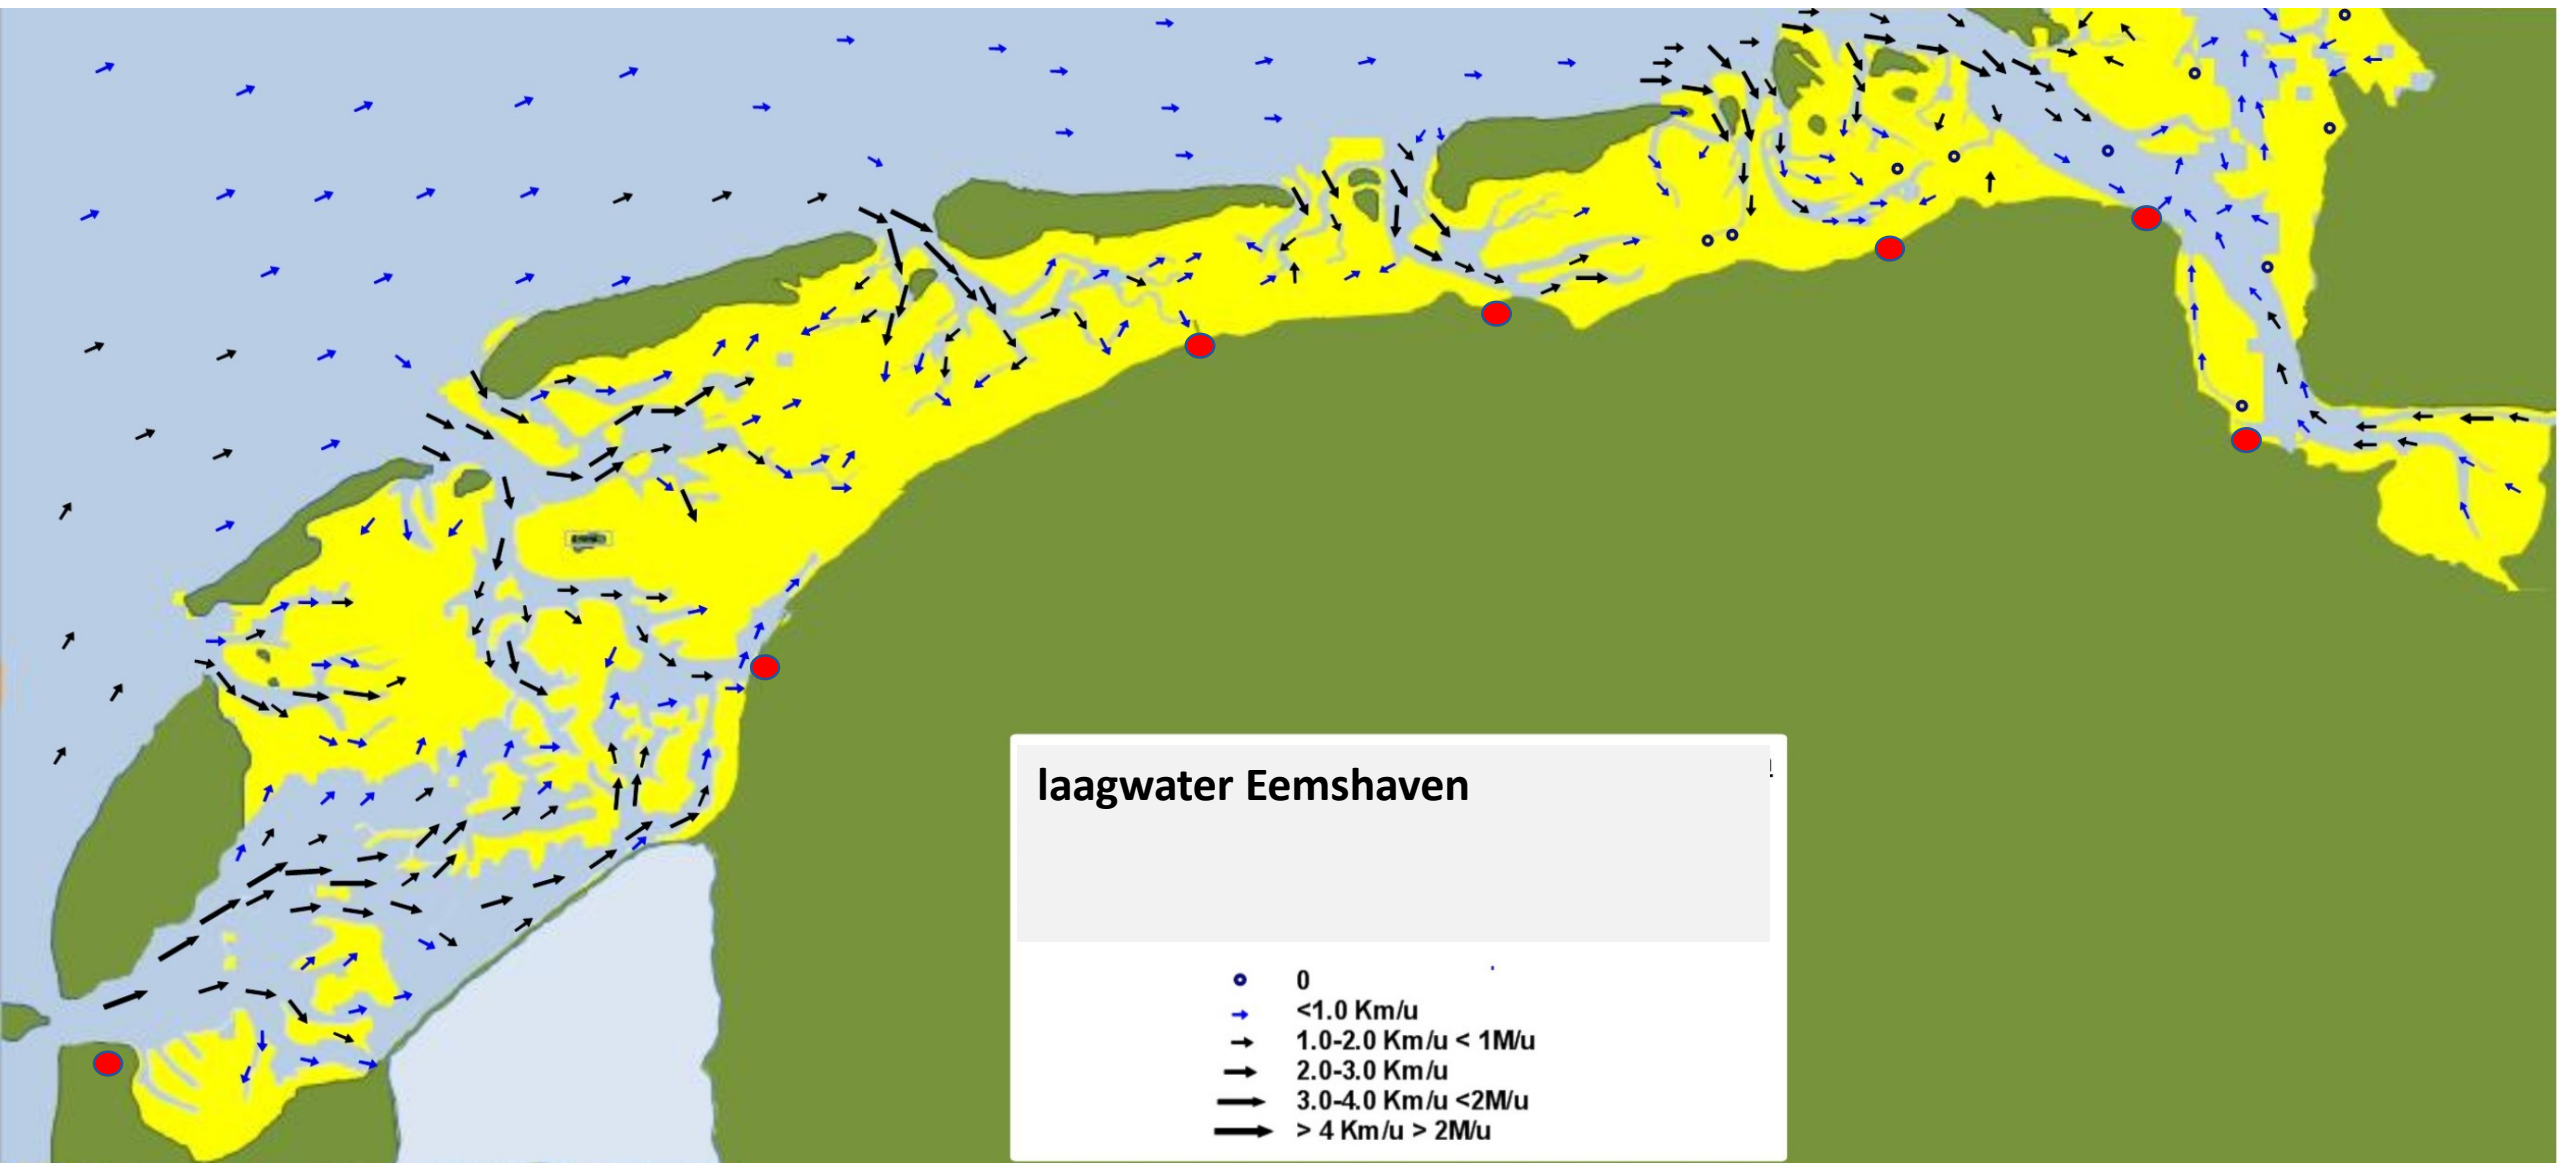 laagwater Eemshaven
0
<1.0 Km/u
1.0-2.0 Km/u < 1M/u
2.0-3.0 Km/u
3.0-4.0 Km/u <2M/u
> 4 Km/u > 2M/u